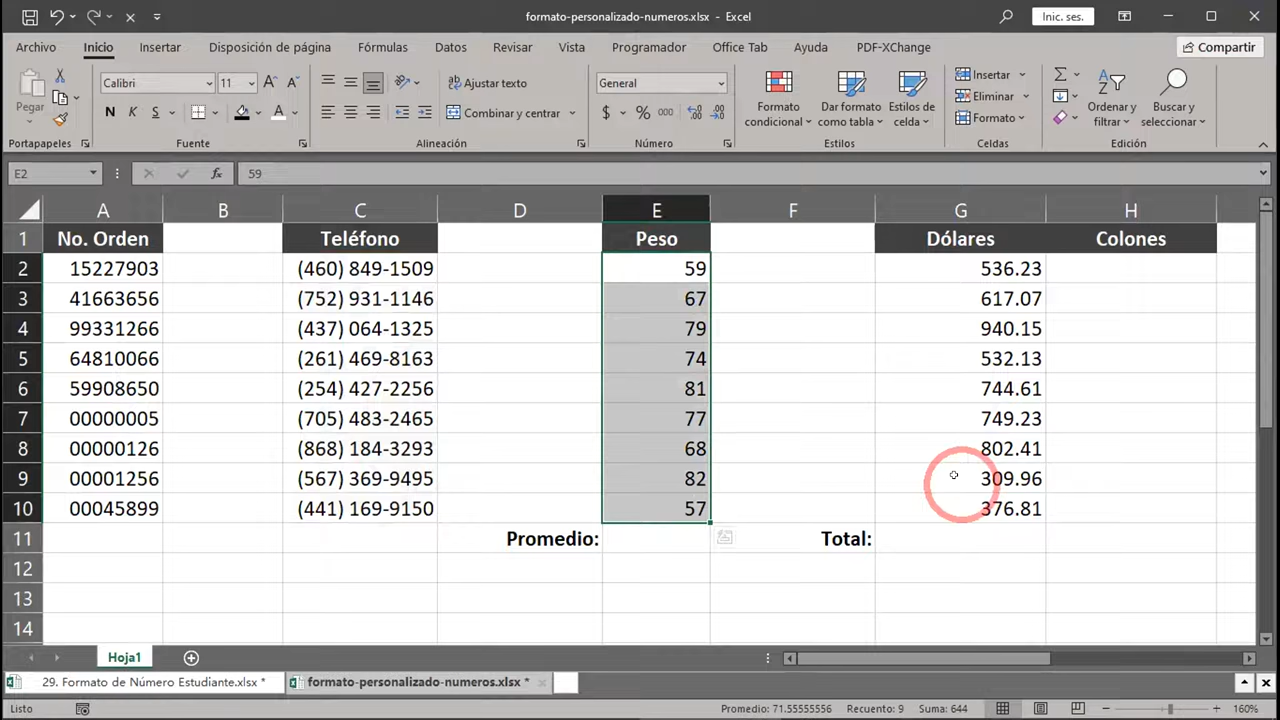 formato-personalizado-numeros.xlsx - Excel
Inic. ses.
Archivo Inicio Insertar Disposición de página Fórmulas Datos Revisar Vista Programador Office Tab Ayuda PDF-XChange Compartir
Pegar
Calibri 11
N K S
Ajustar texto
Combinar y centrar
General
$ % 000
Formato condicional
Dar formato como tabla
Estilos de celda
Insertar
Eliminar
Formato
Ordenar y filtrar
Buscar y seleccionar
Portapapeles Fuente Alineación Número Estilos Celdas Edición
E2 fx 59
A B C D E F G H
1 No. Orden Teléfono Peso Dólares Colones
2 15227903 (460) 849-1509 59 536.23
3 41663656 (752) 931-1146 67 617.07
4 99331266 (437) 064-1325 79 940.15
5 64810066 (261) 469-8163 74 532.13
6 59908650 (254) 427-2256 81 744.61
7 00000005 (705) 483-2465 77 749.23
8 00000126 (868) 184-3293 68 802.41
9 00001256 (567) 369-9495 82 309.96
10 00045899 (441) 169-9150 57 376.81
11 Promedio: Total:
12
13
14
Hoja1
29. Formato de Número Estudiante.xlsx * formato-personalizado-numeros.xlsx *
Listo Promedio: 71.55555556 Recuento: 9 Suma: 644 160%